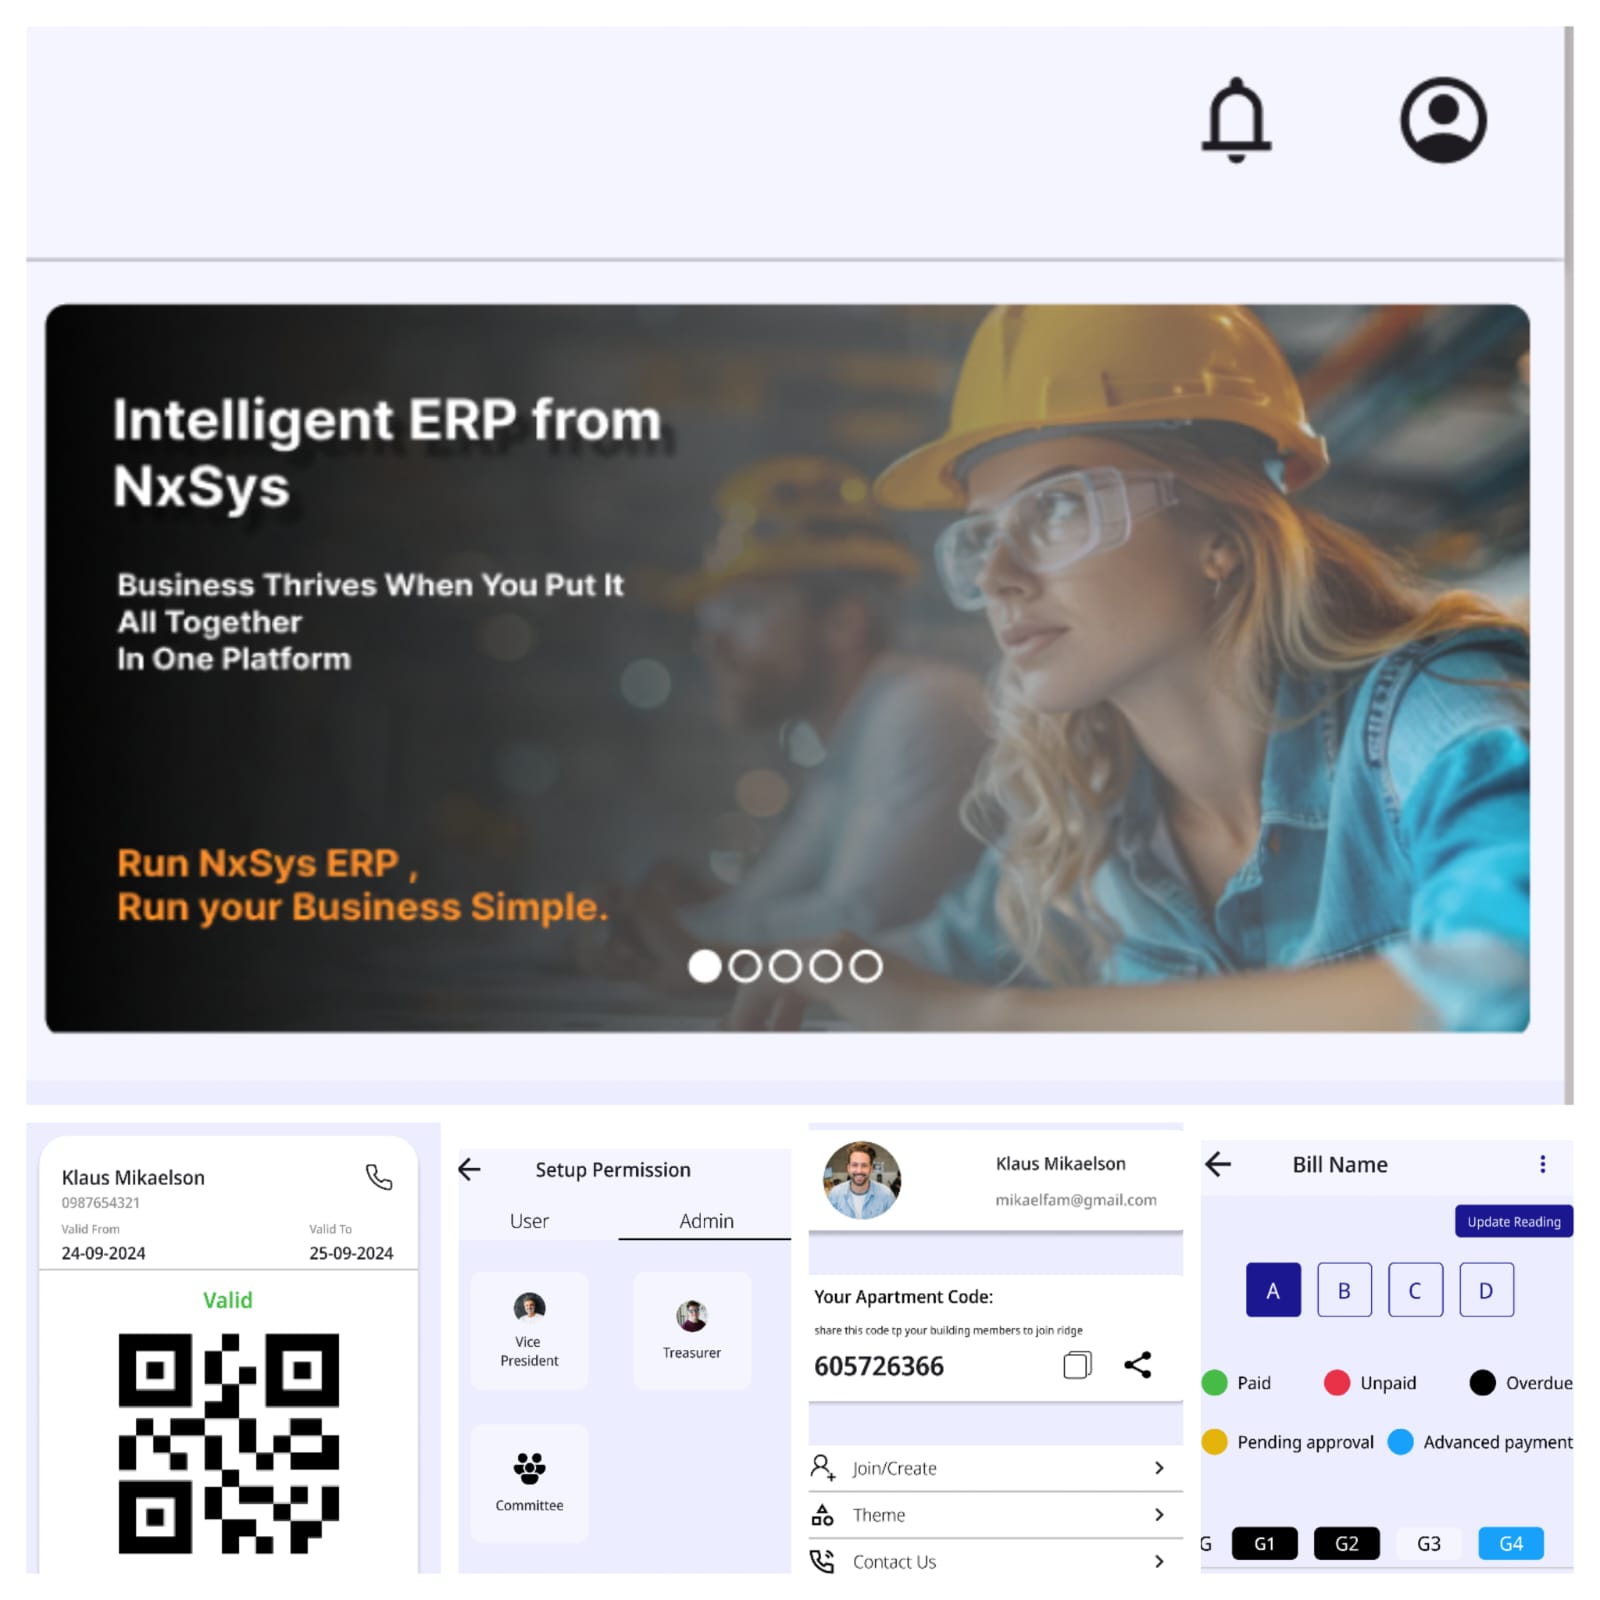 Intelligent ERP from
NxSys
Business Thrives When You Put It
All Together
In One Platform
Run NxSys ERP ,
Run your Business Simple.
Klaus Mikaelson
0987654321
Valid From
Valid To
24-09-2024
25-09-2024
Valid
Setup Permission
User
Admin
Vice
President
Treasurer
Committee
Klaus Mikaelson
mikaelfam@gmail.com
Your Apartment Code:
share this code tp your building members to join ridge
605726366
Join/Create
Theme
Contact Us
Bill Name
Update Reading
A B C D
Paid Unpaid Overdue
Pending approval Advanced payment
G G1 G2 G3 G4